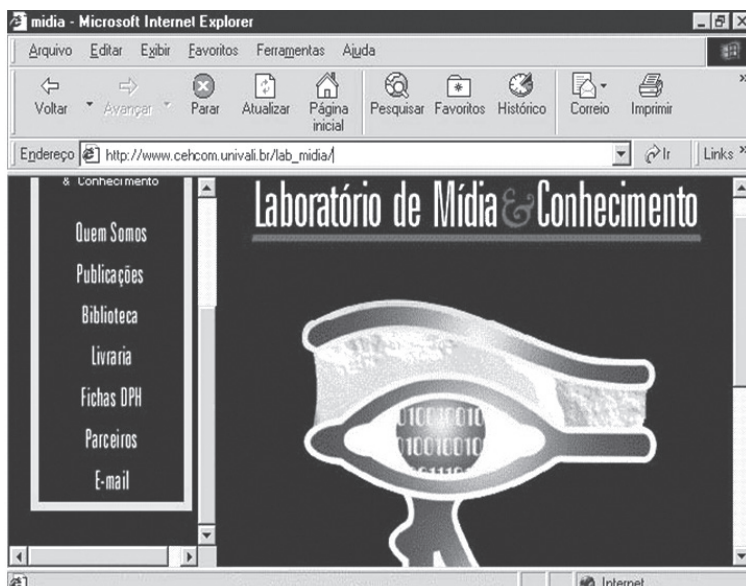 midia - Microsoft Internet Explorer
Arquivo Editar Exibir Favoritos Ferramentas Ajuda
Voltar Avançar Parar Atualizar Página inicial Pesquisar Favoritos Histórico Correio Imprimir
Endereço http://www.cehcom.univali.br/lab_midia/ Ir Links
& Conhecimento
Quem Somos
Publicações
Biblioteca
Livraria
Fichas DPH
Parceiros
E-mail
Laboratório de Mídia & Conhecimento
01001001
01001001
Internet